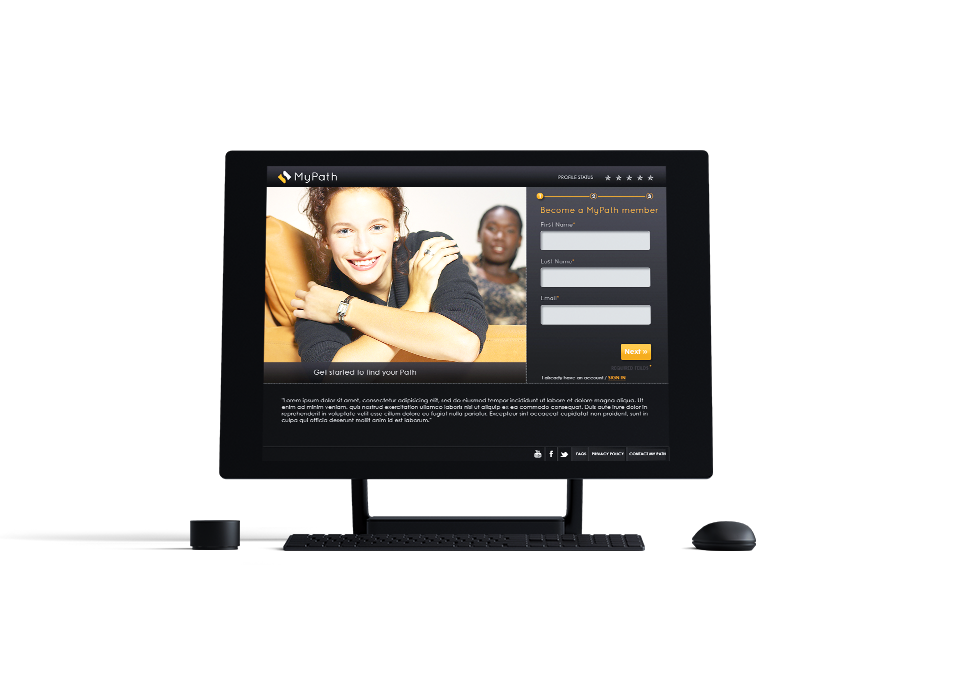 MyPath
PROFILE STATUS
1 2 3
Become a MyPath member
First Name*
Last Name*
Email*
Next »
REQUIRED FIELDS *
I already have an account / SIGN IN
Get started to find your Path
"Lorem ipsum dolor sit amet, consectetur adipisicing elit, sed do eiusmod tempor incididunt ut labore et dolore magna aliqua. Ut
enim ad minim veniam, quis nostrud exercitation ullamco laboris nisi ut aliquip ex ea commodo consequat. Duis aute irure dolor in
reprehenderit in voluptate velit esse cillum dolore eu fugiat nulla pariatur. Excepteur sint occaecat cupidatat non proident, sunt in
culpa qui officia deserunt mollit anim id est laborum."
You
f
FAQS
PRIVACY POLICY
CONTACT MY PATH